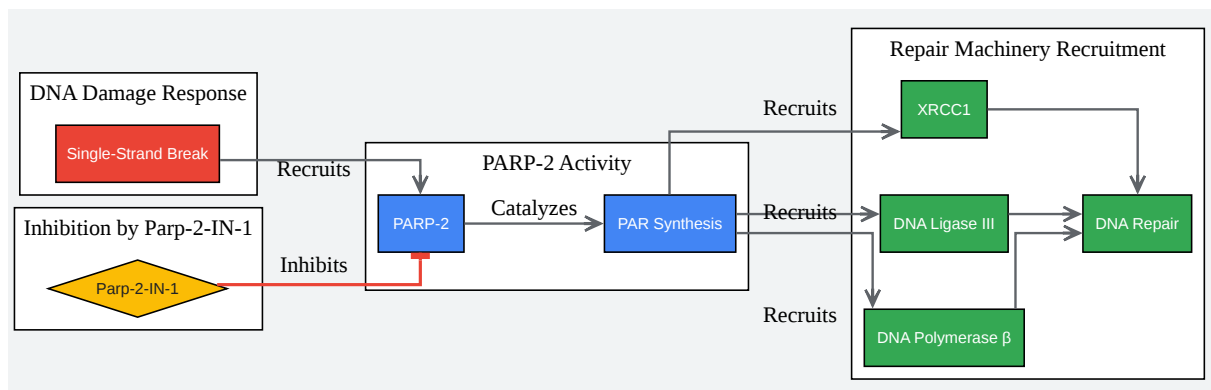 DNA Damage Response
Single-Strand Break
Recruits
Inhibition by Parp-2-IN-1
Parp-2-IN-1
Inhibits
PARP-2 Activity
PARP-2
Catalyzes
PAR Synthesis
Recruits
Recruits
Recruits
Repair Machinery Recruitment
XRCC1
DNA Ligase III
DNA Repair
DNA Polymerase β